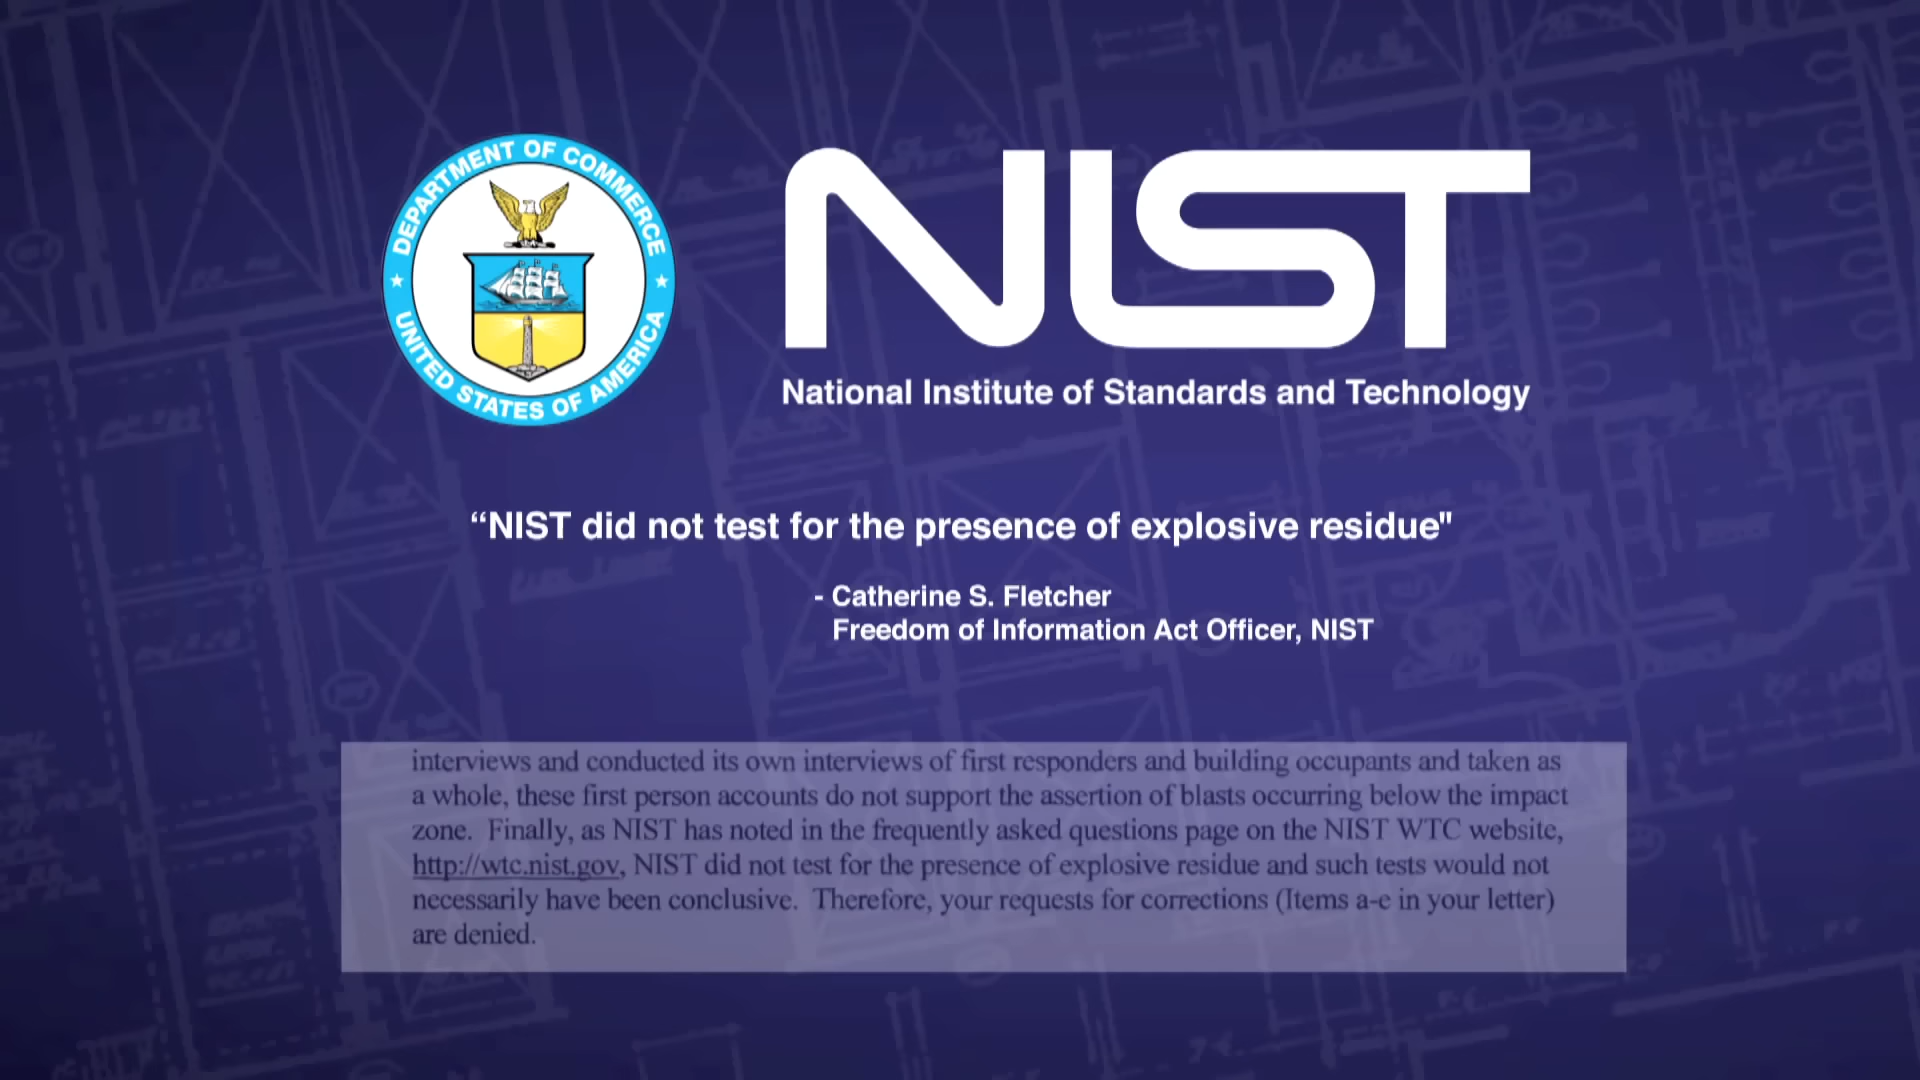 DEPARTMENT OF COMMERCE
UNITED STATES OF AMERICA
NIST
National Institute of Standards and Technology
“NIST did not test for the presence of explosive residue"
- Catherine S. Fletcher
Freedom of Information Act Officer, NIST
interviews and conducted its own interviews of first responders and building occupants and taken as
a whole, these first person accounts do not support the assertion of blasts occurring below the impact
zone. Finally, as NIST has noted in the frequently asked questions page on the NIST WTC website,
http://wtc.nist.gov, NIST did not test for the presence of explosive residue and such tests would not
necessarily have been conclusive. Therefore, your requests for corrections (Items a-e in your letter)
are denied.